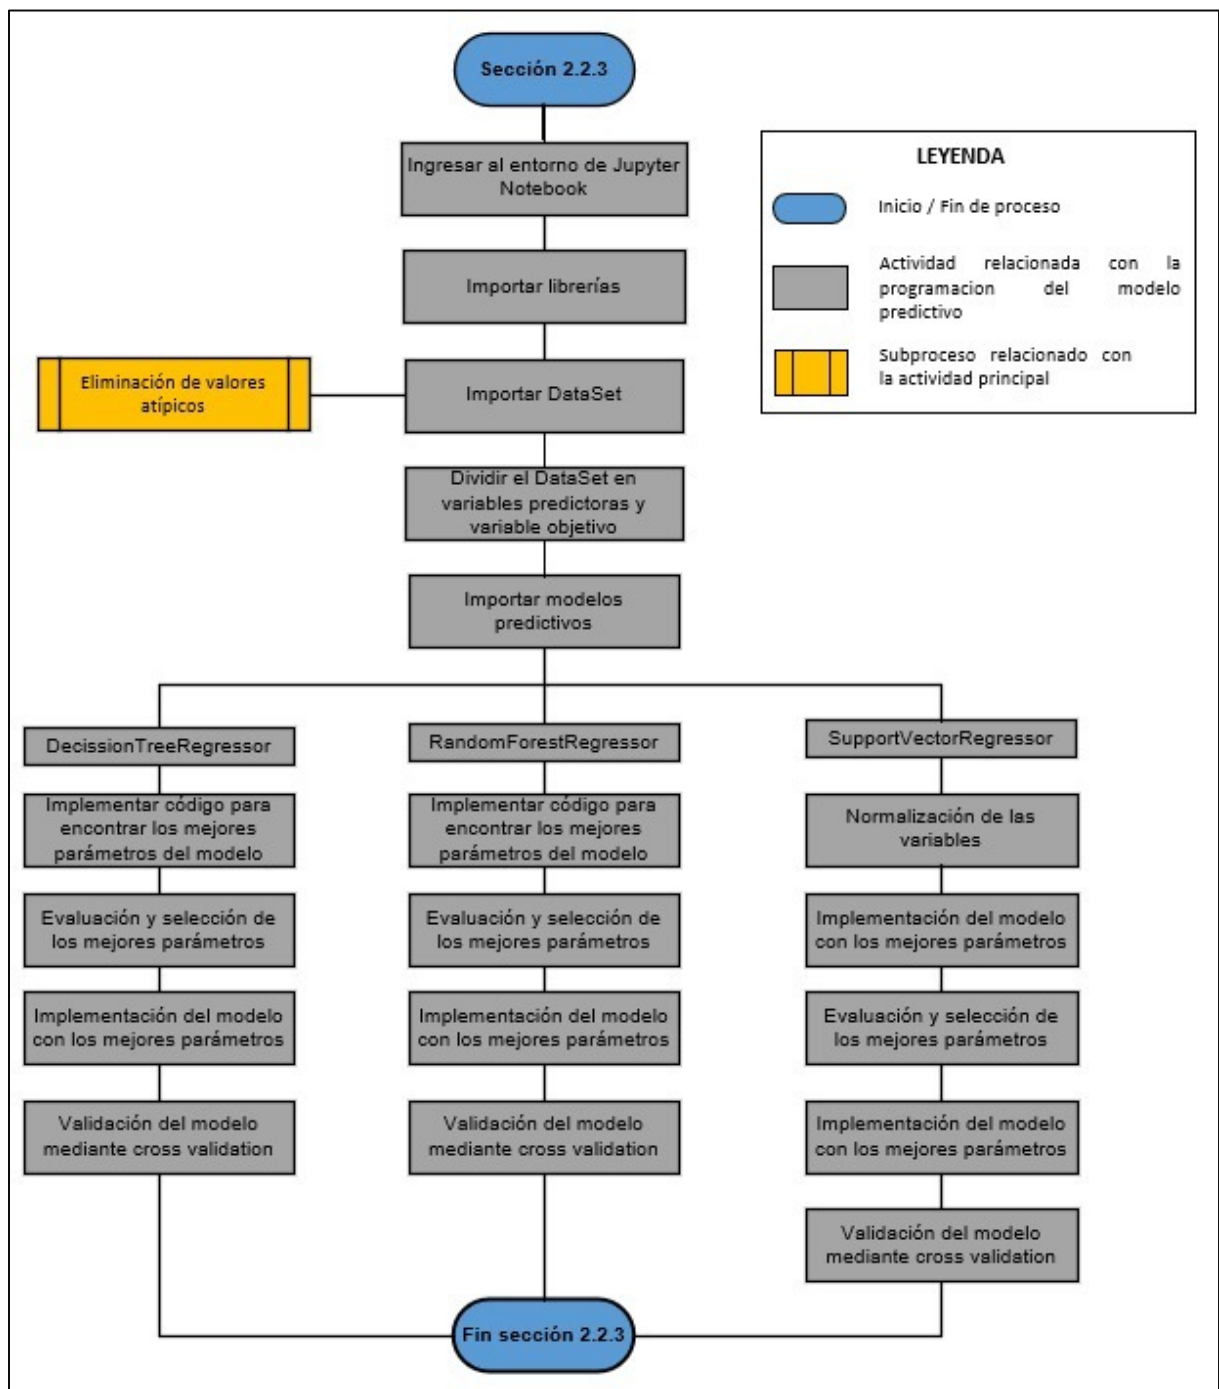 Sección 2.2.3
Ingresar al entorno de Jupyter
Notebook
Importar librerías
Eliminación de valores
atípicos
Importar DataSet
Dividir el DataSet en
variables predictoras y
variable objetivo
Importar modelos
predictivos
LEYENDA
Inicio / Fin de proceso
Actividad relacionada con la
programacion del modelo
predictivo
Subproceso relacionado con
la actividad principal
DecissionTreeRegressor
Implementar código para
encontrar los mejores
parámetros del modelo
Evaluación y selección de
los mejores parámetros
Implementación del modelo
con los mejores parámetros
Validación del modelo
mediante cross validation
RandomForestRegressor
Implementar código para
encontrar los mejores
parámetros del modelo
Evaluación y selección de
los mejores parámetros
Implementación del modelo
con los mejores parámetros
Validación del modelo
mediante cross validation
SupportVectorRegressor
Normalización de las
variables
Implementación del modelo
con los mejores parámetros
Evaluación y selección de
los mejores parámetros
Implementación del modelo
con los mejores parámetros
Validación del modelo
mediante cross validation
Fin sección 2.2.3